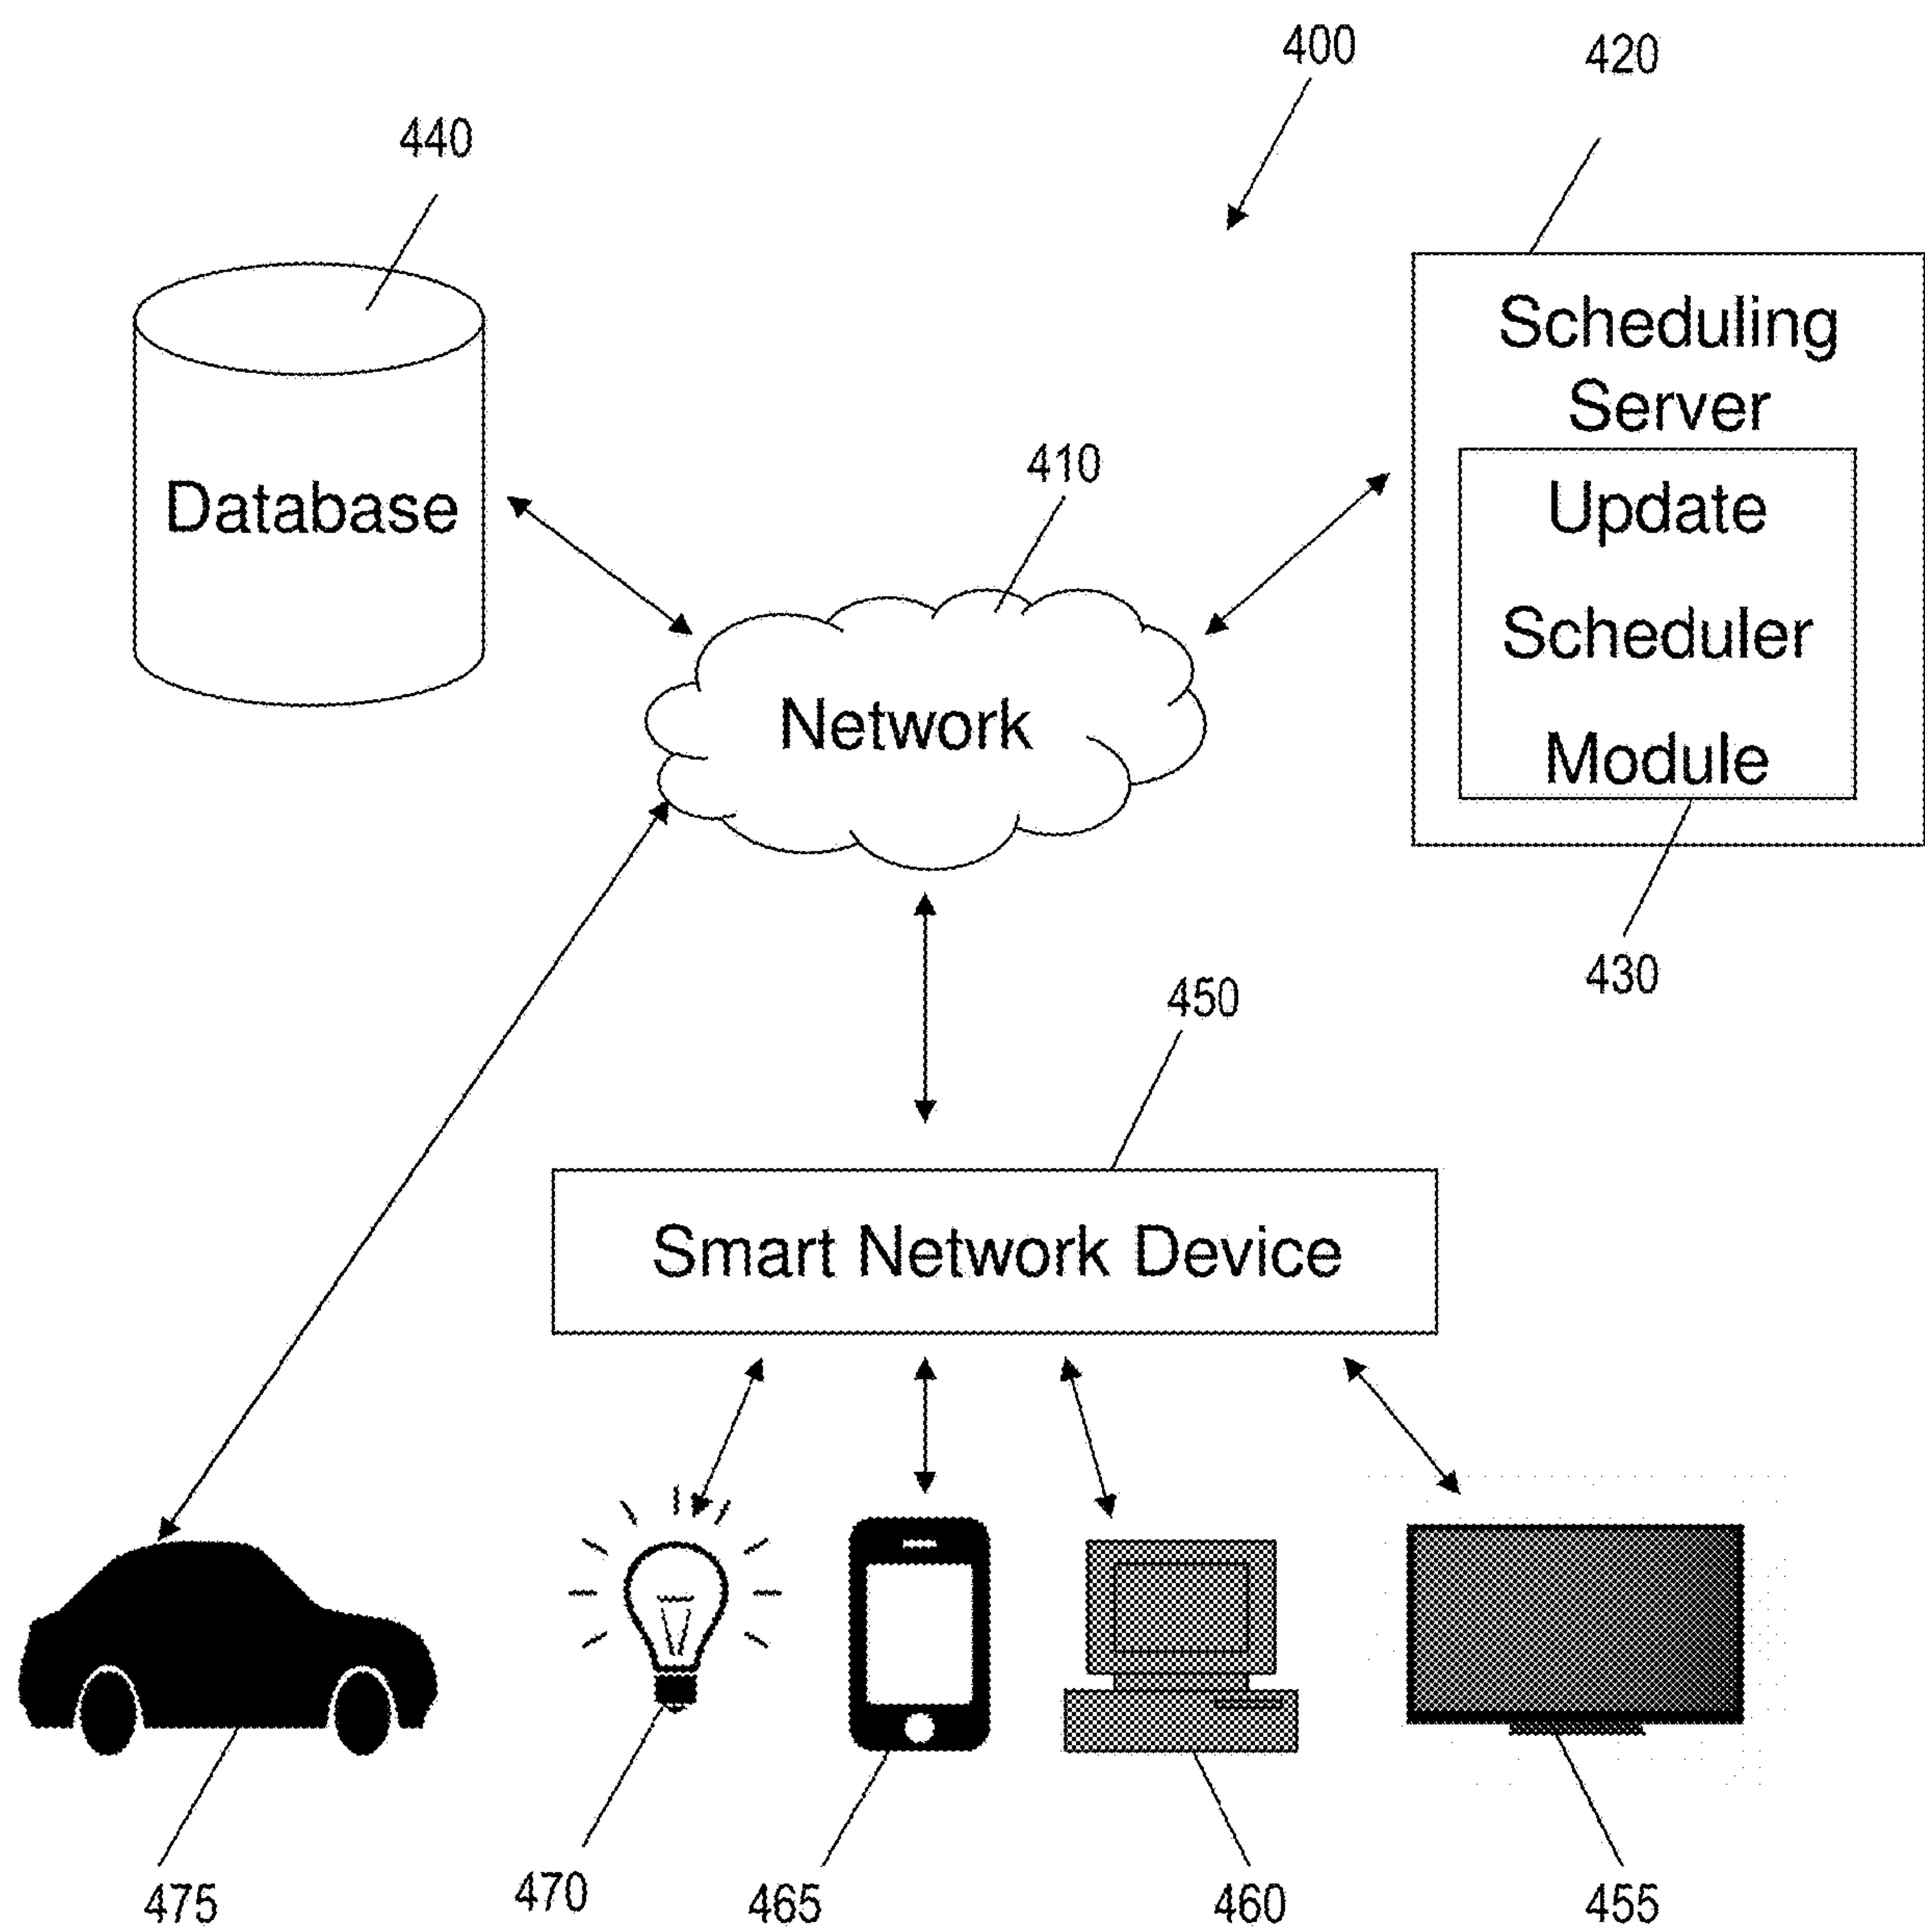 400
420
440
Scheduling
Server
410
Update
Database
Scheduler
Network
Module
430
450
Smart Network Device
475
470
465
460
455